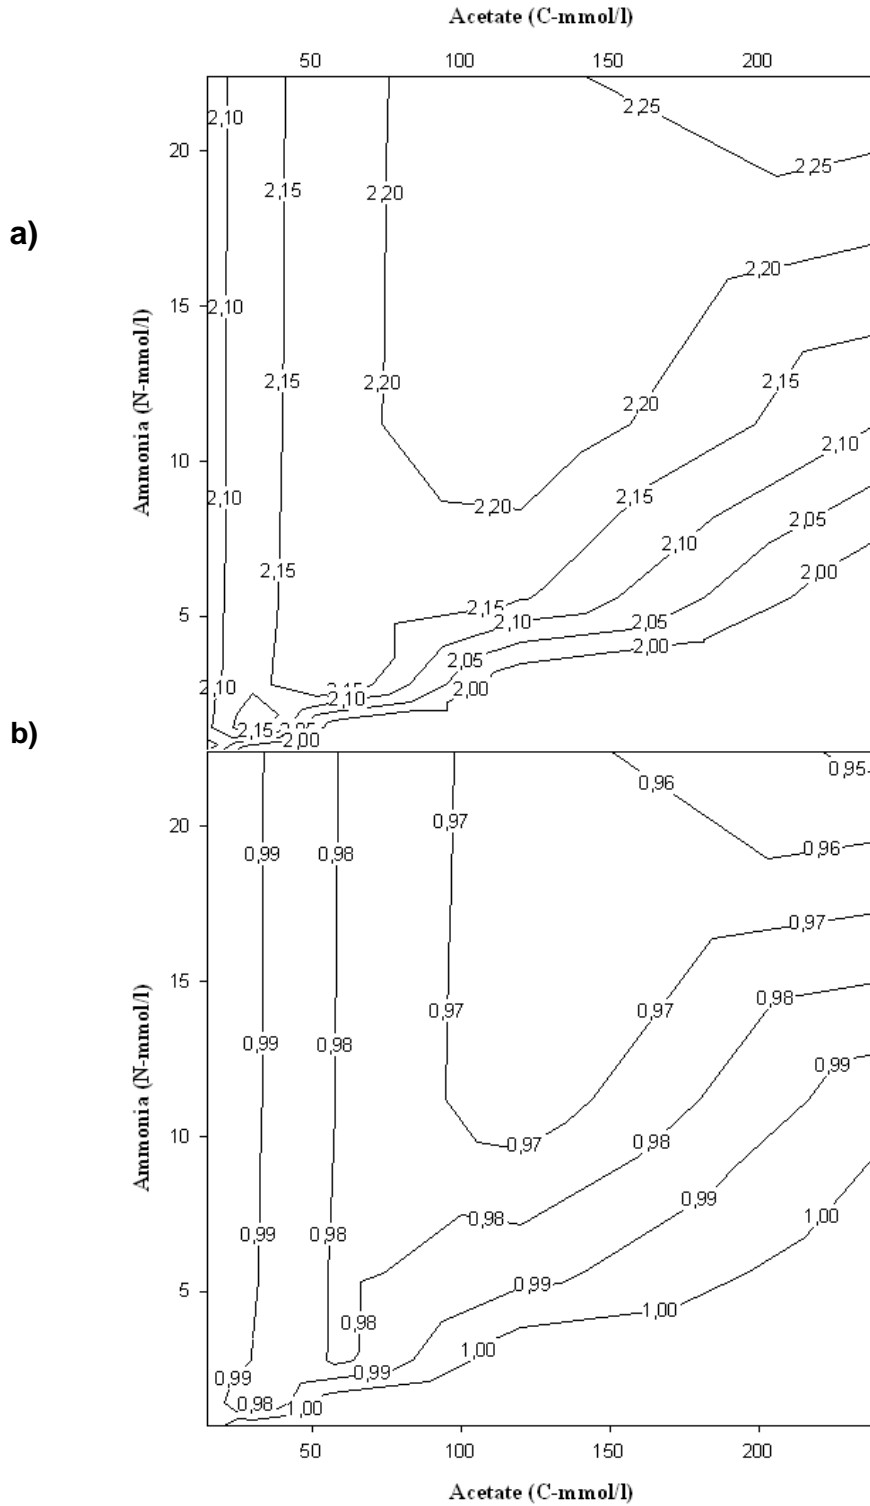 Acetate (C-mmol/l)
50 100 150 200
2,10 2,25
20
2,25
2,15 2,20
a)
2,20
15 2,10
Ammonia (N-mmol/l)
2,15 2,20 2,15
2,20
2,10
10
2,10 2,20 2,15
2,05
2,10
2,15 2,00
5 2,15
2,10 2,05
2,05 2,00
2,10 2,15 2,10 2,00
b) 2,15 2,05
2,00
0,96 0,95
20 0,97
0,99 0,98 0,96
0,97
15
0,98
Ammonia (N-mmol/l)
0,97 0,97
0,99 0,98
0,99
10
0,97 0,98
0,99
0,98 1,00
0,99 0,98
5 0,99
0,98 1,00
1,00
0,99 0,99
0,98 1,00
50 100 150 200
Acetate (C-mmol/l)